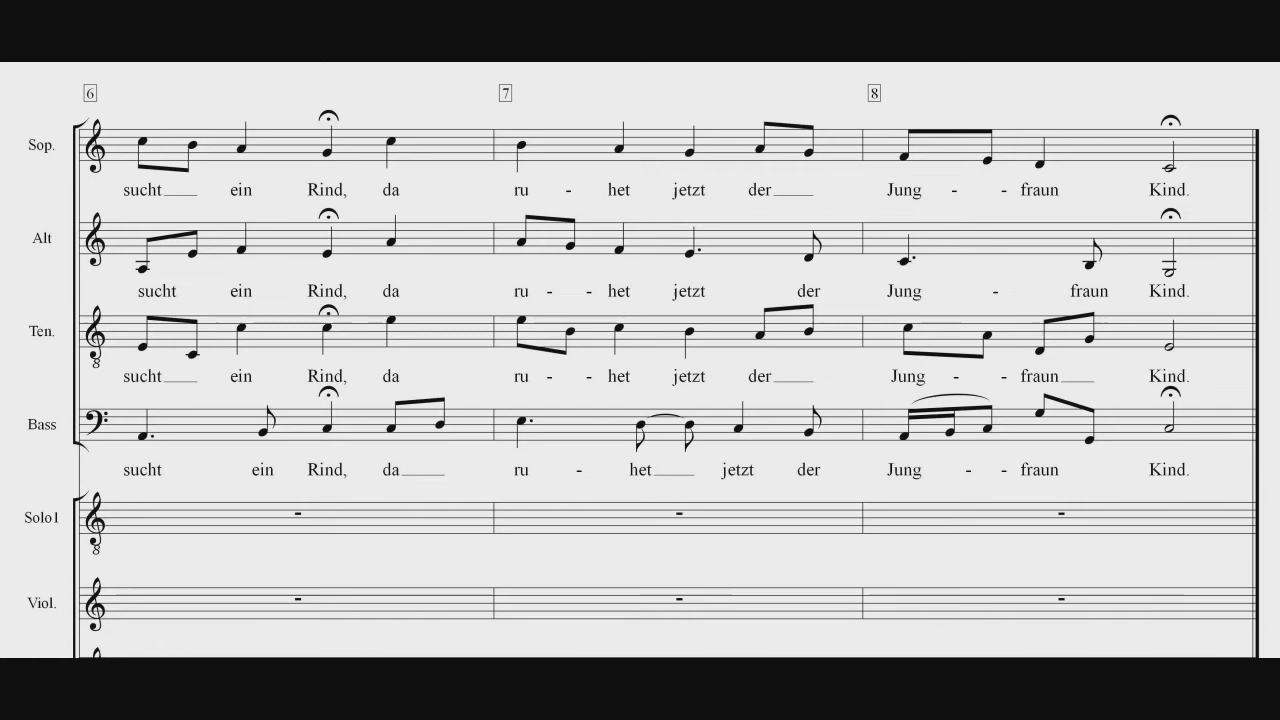 6 7 8
Sop.
sucht ein Rind, da ru - het jetzt der Jung - - fraun Kind.
Alt
sucht ein Rind, da ru - - het jetzt der Jung - fraun Kind.
Ten.
8
sucht ein Rind, da ru - - het jetzt der Jung - - fraun Kind.
Bass
sucht ein Rind, da ru - het jetzt der Jung - - fraun Kind.
Solo1
8
Viol.